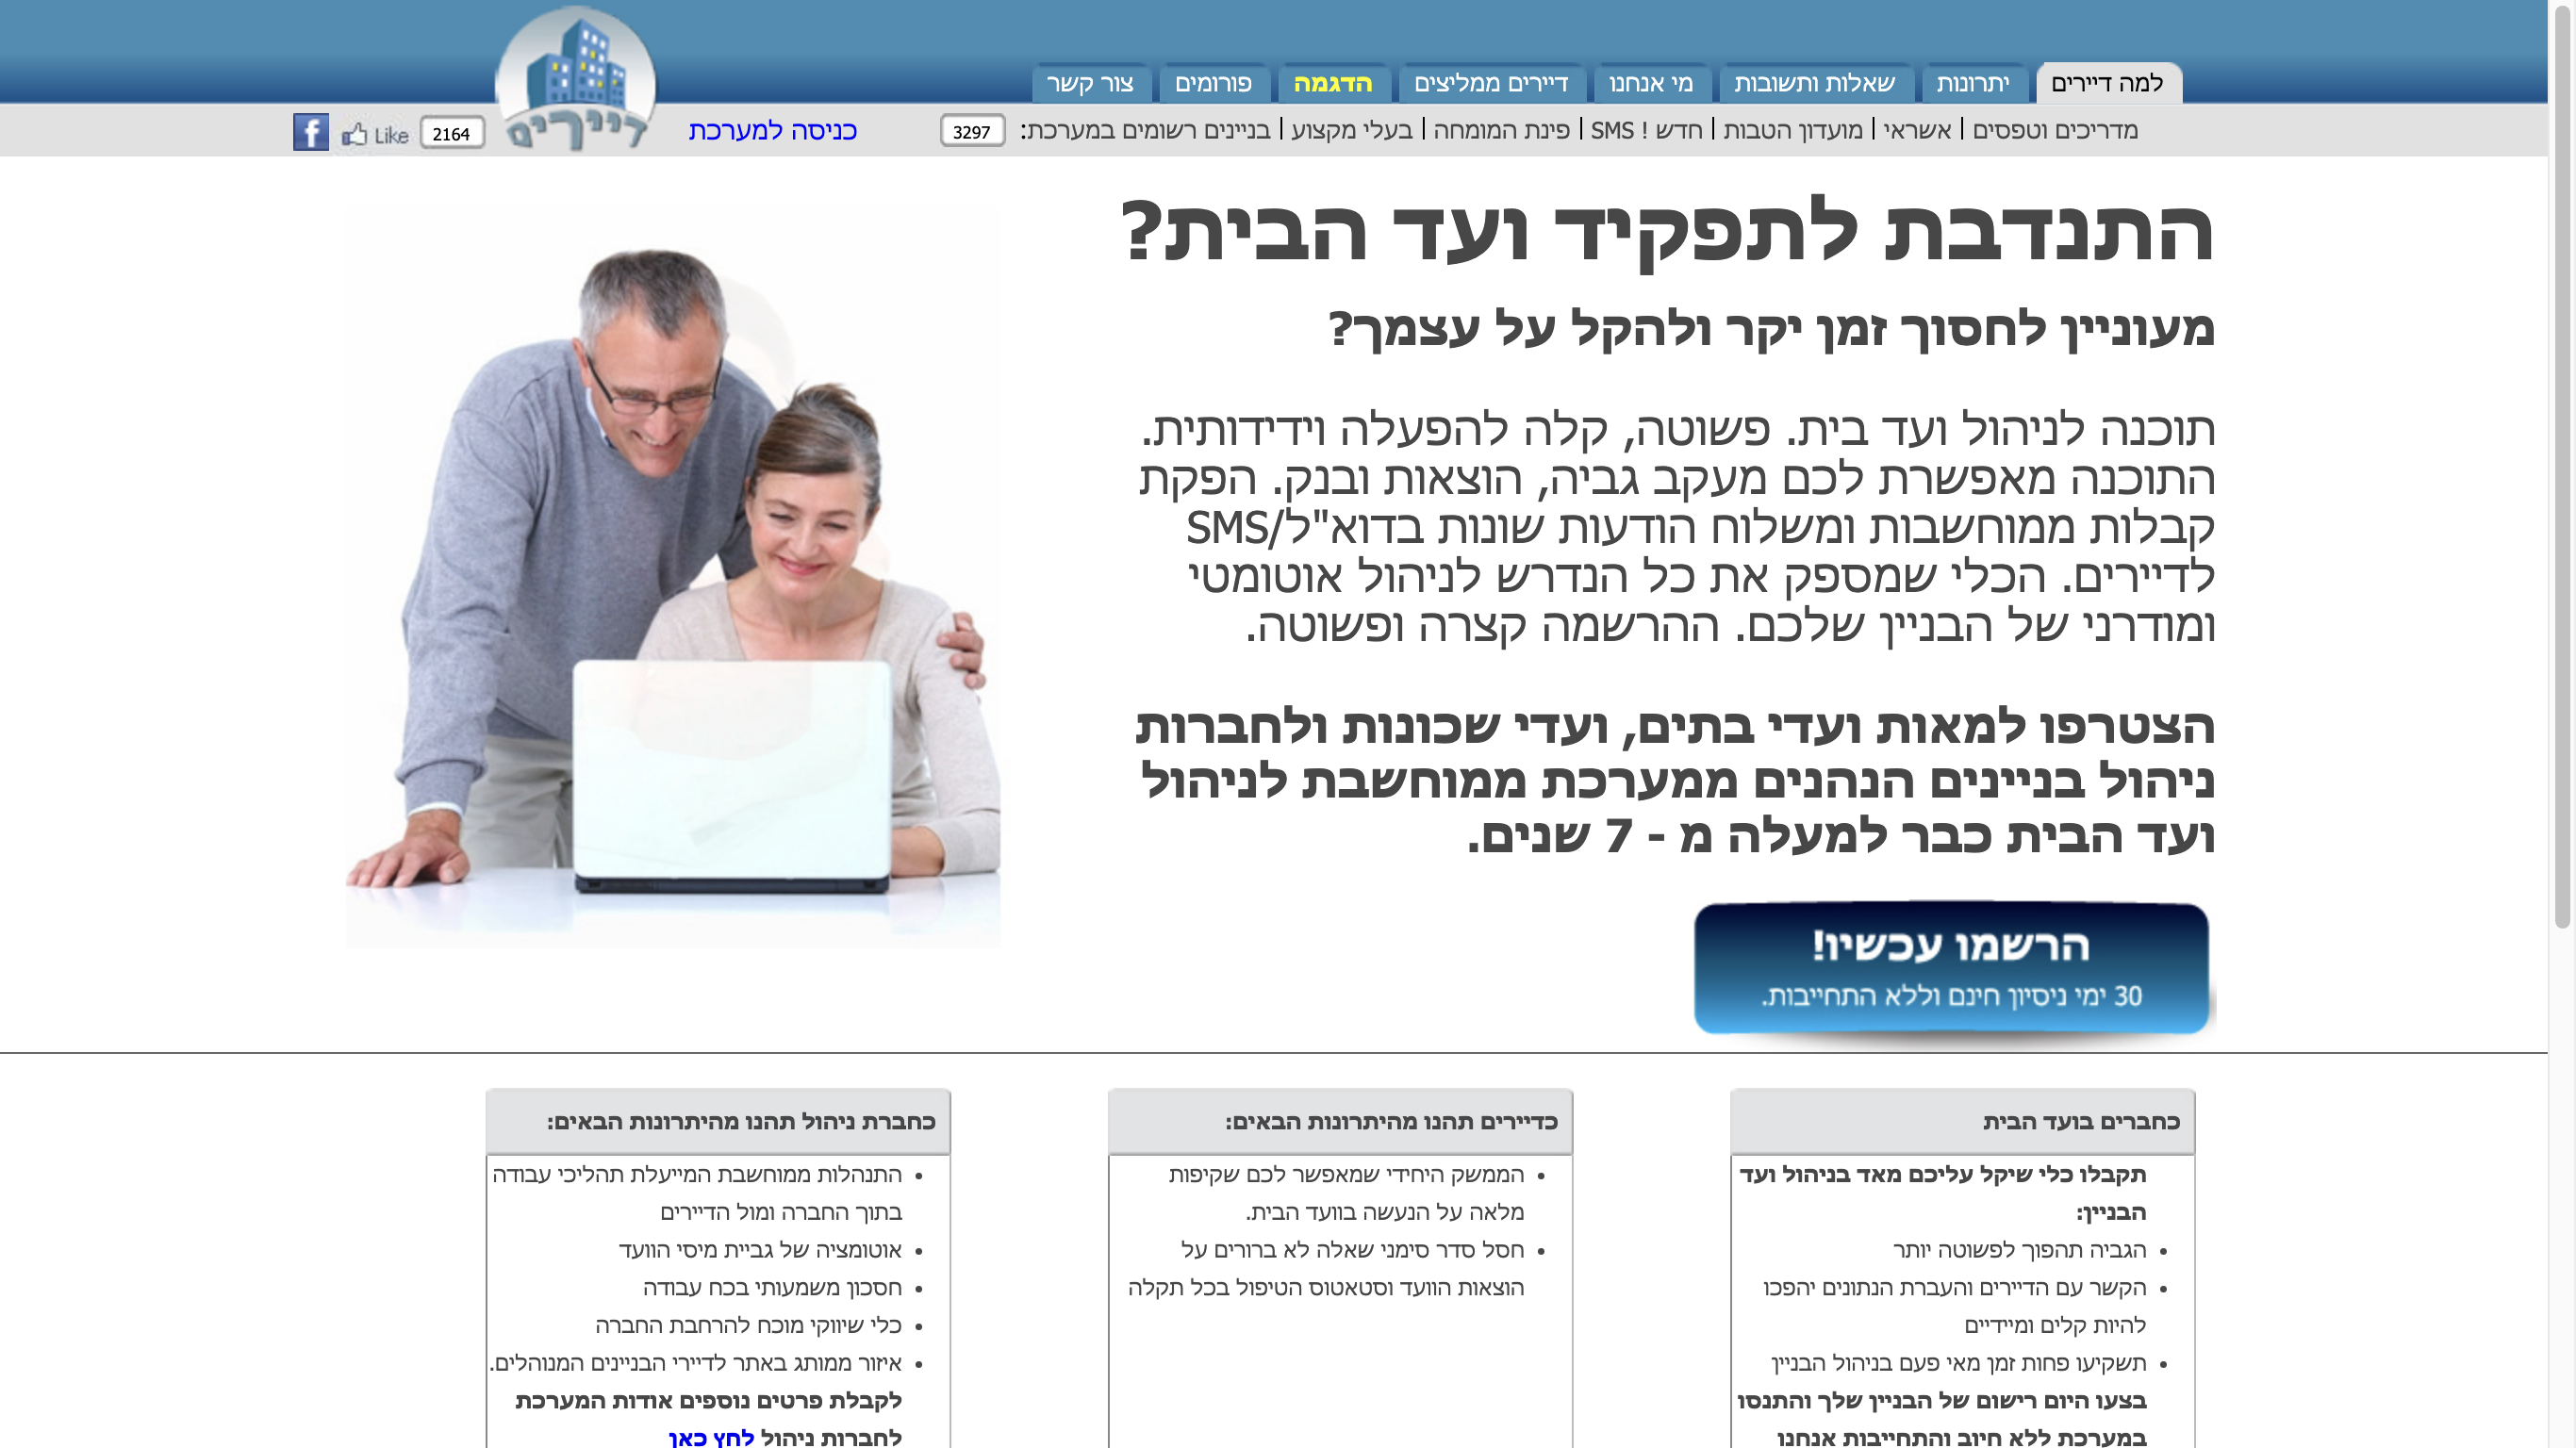 למה דיירים
יתרונות
שאלות ותשובות
מי אנחנו
דיירים ממליצים
הדגמה
פורומים
צור קשר
דיירים
מדריכים וטפסים | אשראי | מועדון הטבות | חדש ! SMS | פינת המומחה | בעלי מקצוע | בניינים רשומים במערכת: 3297
כניסה למערכת
2164 Like f
התנדבת לתפקיד ועד הבית?
מעוניין לחסוך זמן יקר ולהקל על עצמך?
תוכנה לניהול ועד בית. פשוטה, קלה להפעלה וידידותית.
התוכנה מאפשרת לכם מעקב גביה, הוצאות ובנק. הפקת
קבלות ממוחשבות ומשלוח הודעות שונות בדוא"ל/SMS
לדיירים. הכלי שמספק את כל הנדרש לניהול אוטומטי
ומודרני של הבניין שלכם. ההרשמה קצרה ופשוטה.
הצטרפו למאות ועדי בתים, ועדי שכונות ולחברות
ניהול בניינים הנהנים ממערכת ממוחשבת לניהול
ועד הבית כבר למעלה מ - 7 שנים.
הרשמו עכשיו!
30 ימי ניסיון חינם וללא התחייבות.
כחברים בועד הבית
תקבלו כלי שיקל עליכם מאד בניהול ועד
הבניין:
• הגביה תהפוך לפשוטה יותר
• הקשר עם הדיירים והעברת הנתונים יהפכו
להיות קלים ומיידיים
• תשקיעו פחות זמן מאי פעם בניהול הבניין
בצעו היום רישום של הבניין שלך והתנסו
במערכת ללא חיוב והתחייבות אנחנו
כדיירים תהנו מהיתרונות הבאים:
• הממשק היחידי שמאפשר לכם שקיפות
מלאה על הנעשה בוועד הבית.
• חסל סדר סימני שאלה לא ברורים על
הוצאות הוועד וסטאטוס הטיפול בכל תקלה
כחברת ניהול תהנו מהיתרונות הבאים:
• התנהלות ממוחשבת המייעלת תהליכי עבודה
בתוך החברה ומול הדיירים
• אוטומציה של גביית מיסי הוועד
• חסכון משמעותי בכח עבודה
• כלי שיווקי מוכח להרחבת החברה
• איזור ממותג באתר לדיירי הבניינים המנוהלים.
לקבלת פרטים נוספים אודות המערכת
לחברות ניהול לחץ כאן